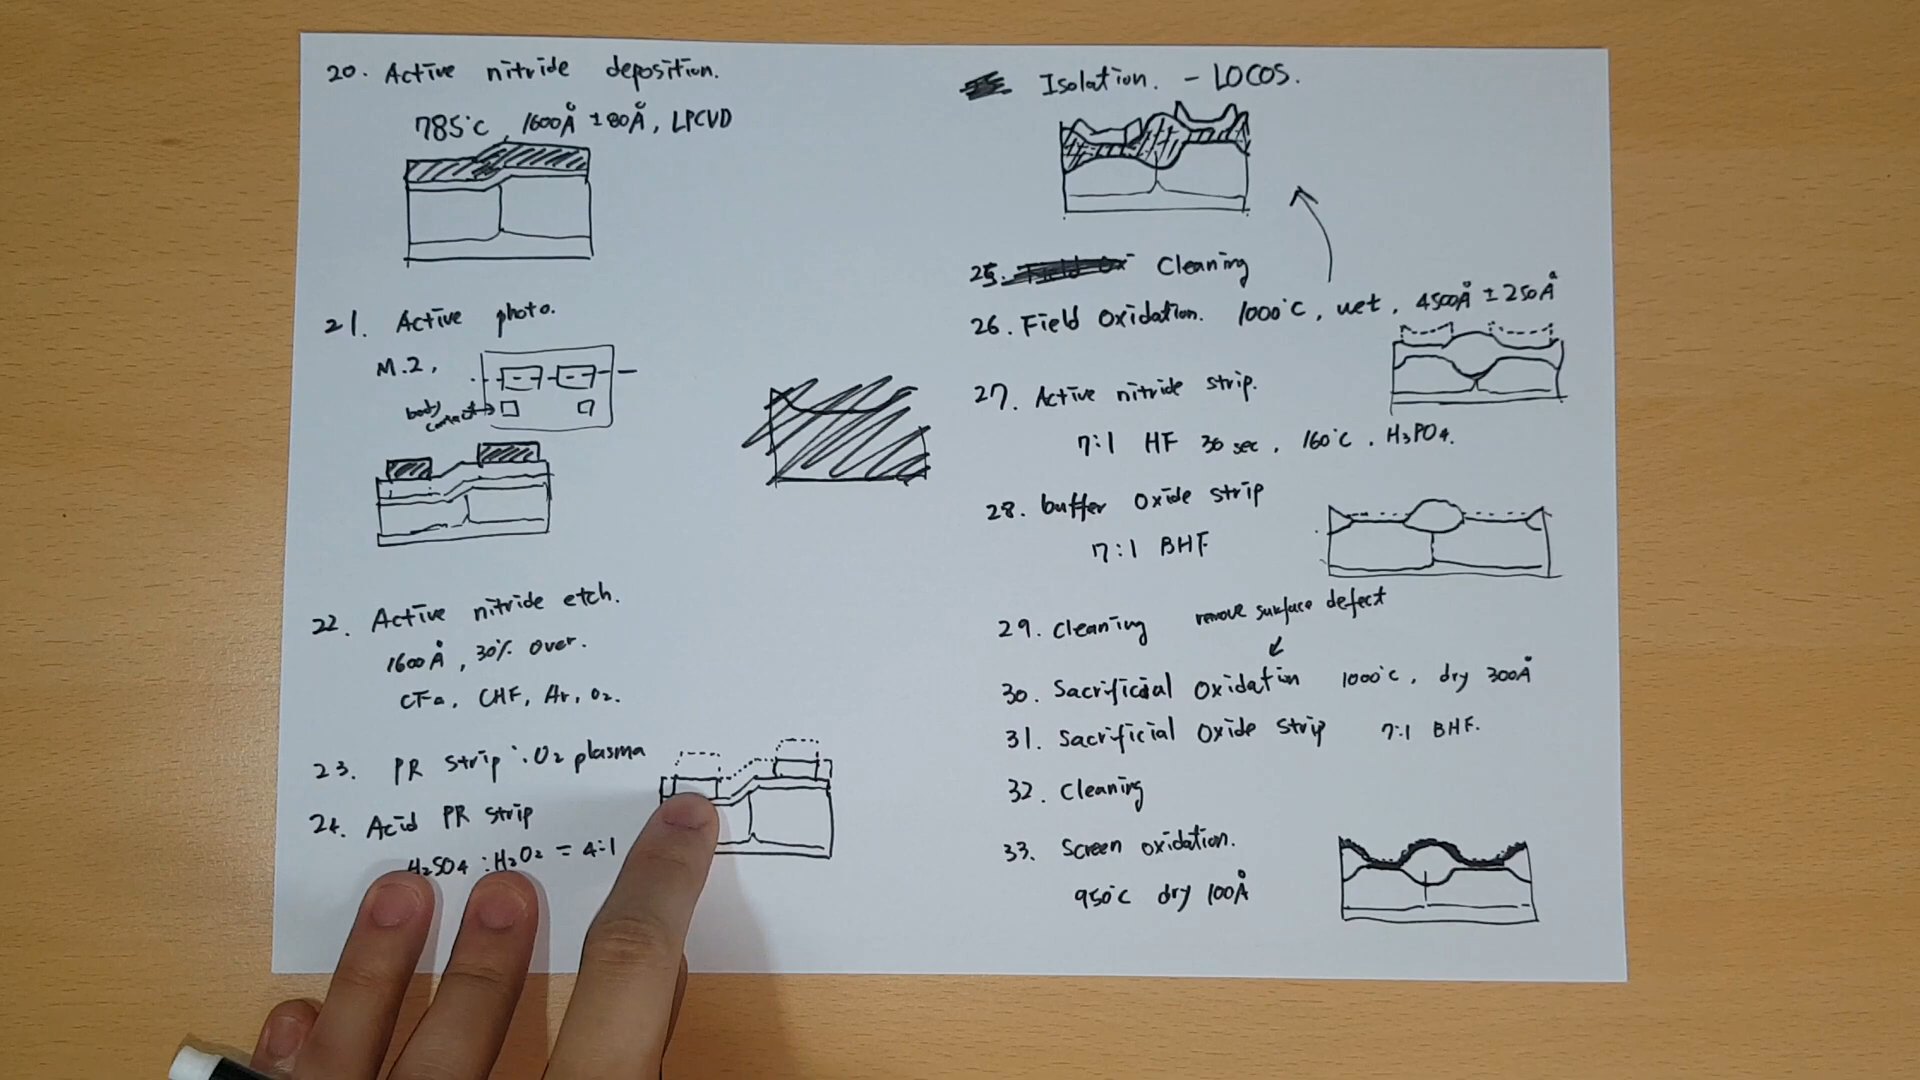 20. Active nitride deposition.
785°C, 1600Å ±80Å, LPCVD
21. Active photo.
M.2,
body
contact
22. Active nitride etch.
1600Å, 30% over.
CF4, CHF, Ar, O2.
23. PR strip : O2 plasma
24. Acid PR strip
H2SO4 : H2O2 = 4:1
Isolation. - LOCOS.
25. Field Ox Cleaning
26. Field Oxidation. 1000°C, wet, 4500Å ±250Å
27. Active nitride strip.
7:1 HF 30 sec, 160°C, H3PO4.
28. buffer Oxide strip
7:1 BHF
29. cleaning
remove surface defect
30. Sacrificial Oxidation 1000°C, dry 300Å
31. Sacrificial Oxide Strip 7:1 BHF.
32. cleaning
33. Screen oxidation.
950°C dry 100Å